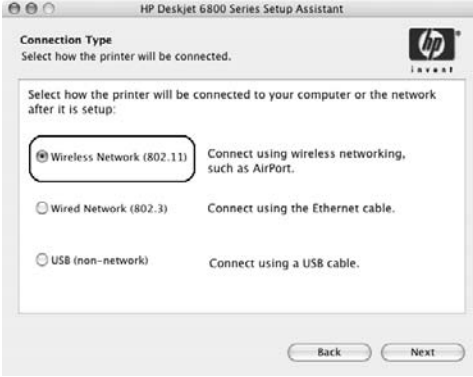 HP Deskjet 6800 Series Setup Assistant
Connection Type
Select how the printer will be connected.
hp
invent
Select how the printer will be connected to your computer or the network
after it is setup:
Wireless Network (802.11)
Connect using wireless networking,
such as AirPort.
Wired Network (802.3)
Connect using the Ethernet cable.
USB (non-network)
Connect using a USB cable.
Back
Next